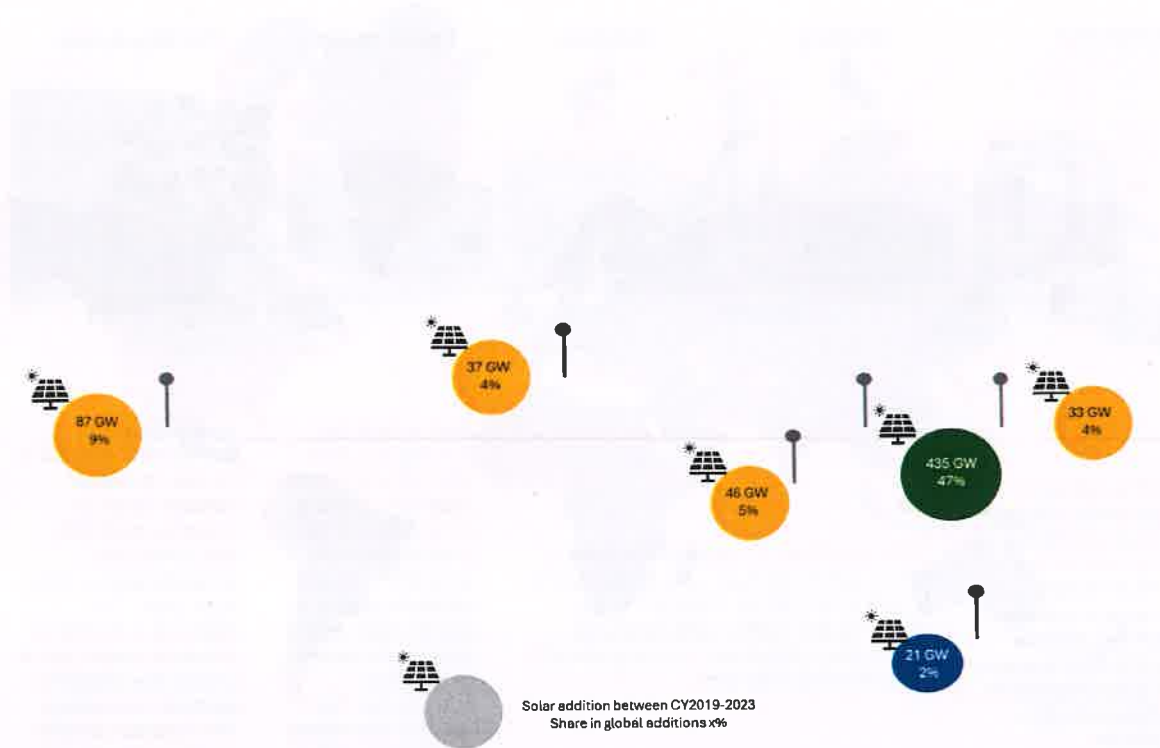 37 GW
4%
87 GW
9%
33 GW
4%
435 GW
47%
46 GW
5%
21 GW
2%
Solar addition between CY2019-2023
Share in global additions x%